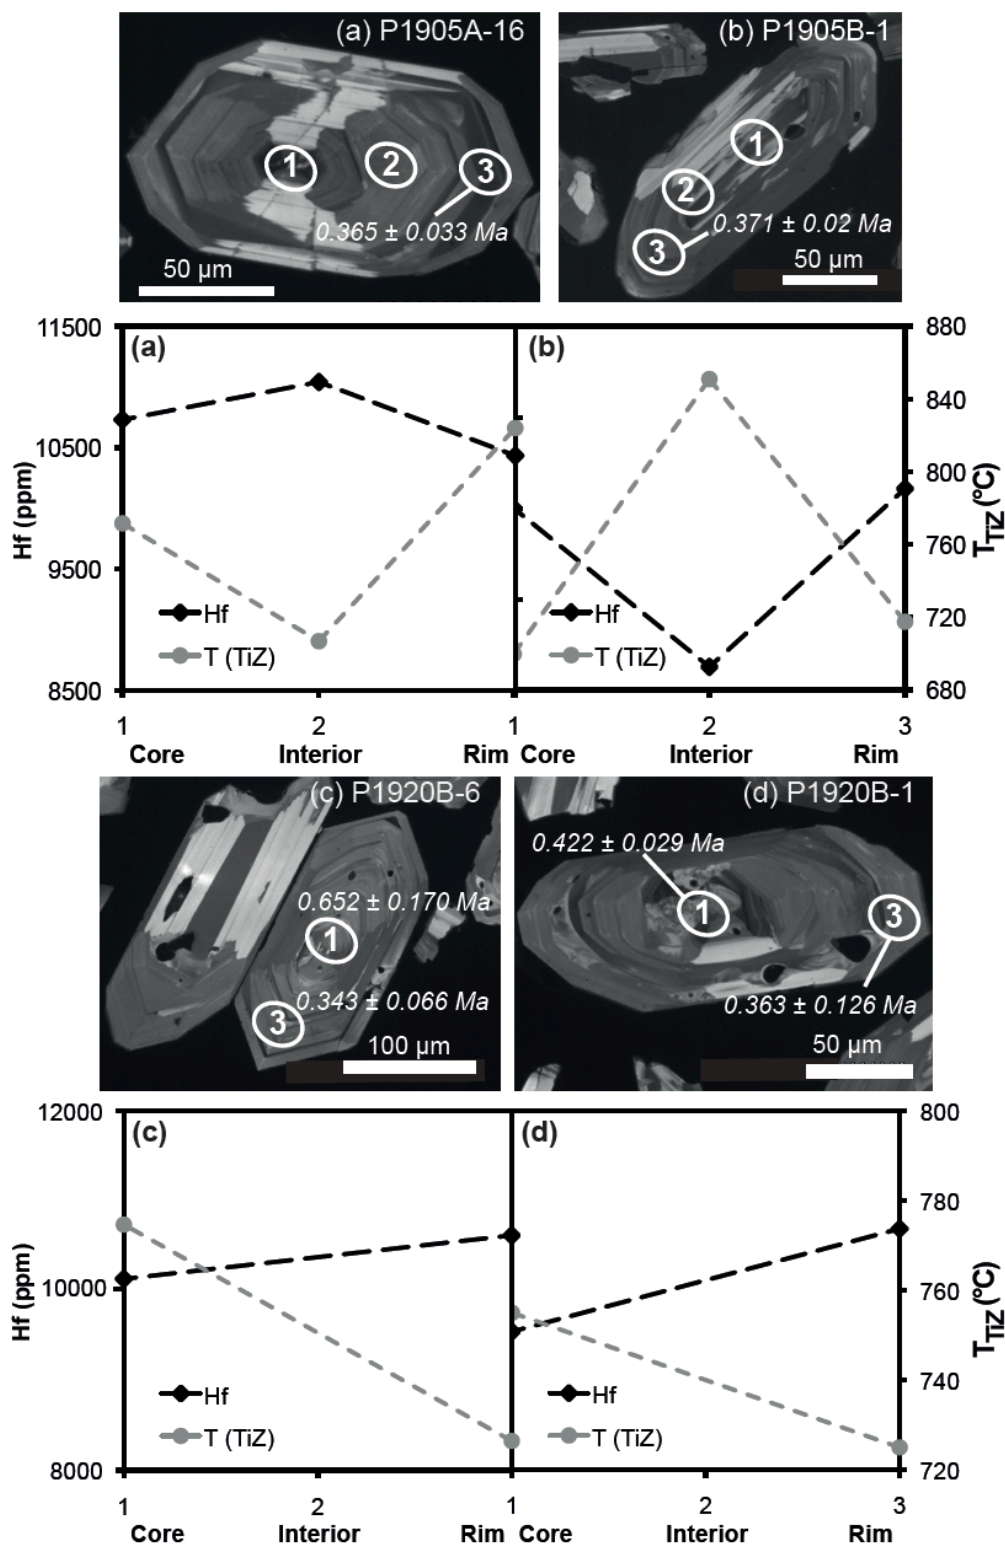 (a) P1905A-16
1
2
3
0.365 ± 0.033 Ma
50 µm
(b) P1905B-1
1
2
3
0.371 ± 0.02 Ma
50 µm
11500
10500
9500
8500
Hf (ppm)
(a)
Hf
T (TiZ)
(b)
Hf
T (TiZ)
880
840
800
760
720
680
TTiZ (°C)
1 2 1 2 3
Core Interior Rim Core Interior Rim
(c) P1920B-6
0.652 ± 0.170 Ma
1
0.343 ± 0.066 Ma
3
100 µm
(d) P1920B-1
0.422 ± 0.029 Ma
1
3
0.363 ± 0.126 Ma
50 µm
12000
10000
8000
Hf (ppm)
(c)
Hf
T (TiZ)
(d)
Hf
T (TiZ)
800
780
760
740
720
TTiZ (°C)
1 2 1 2 3
Core Interior Rim Core Interior Rim